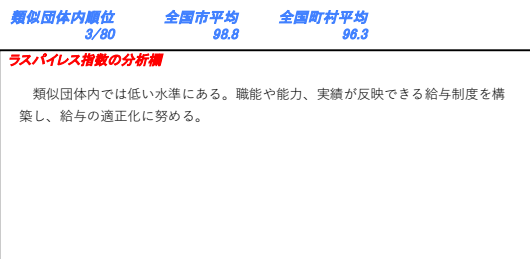 類似団体内順位 全国市平均 全国町村平均
3/80 98.8 96.3
ラスパイレス指数の分析欄
類似団体内では低い水準にある。職能や能力、実績が反映できる給与制度を構
築し、給与の適正化に努める。